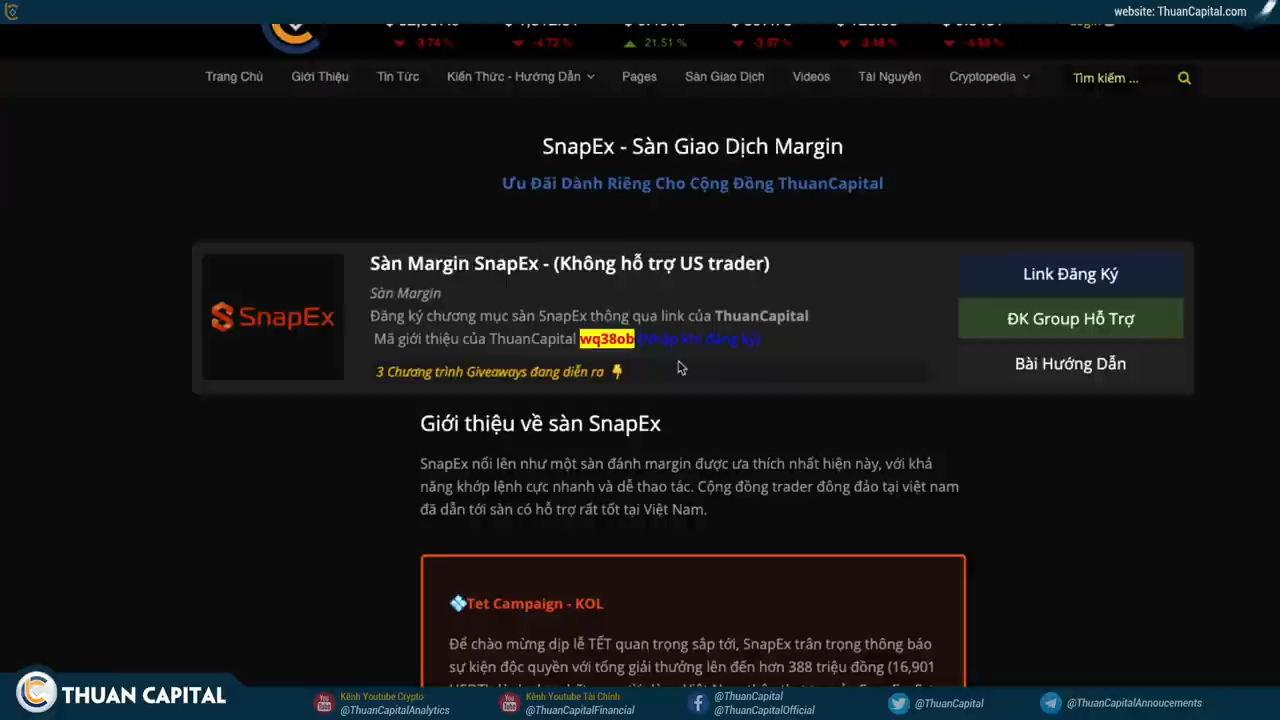 website: ThuanCapital.com
-3.74 % -4.72 % 21.51 % -3.57 % -3.48 % -4.98 %
Trang Chủ Giới Thiệu Tin Tức Kiến Thức - Hướng Dẫn Pages Sàn Giao Dịch Videos Tài Nguyên Cryptopedia Tìm kiếm ...
SnapEx - Sàn Giao Dịch Margin
Ưu Đãi Dành Riêng Cho Cộng Đồng ThuanCapital
SnapEx
Sàn Margin SnapEx - (Không hỗ trợ US trader)
Sàn Margin
Đăng ký chương mục sàn SnapEx thông qua link của ThuanCapital
Mã giới thiệu của ThuanCapital wq38ob (Nhập khi đăng ký)
3 Chương trình Giveaways đang diễn ra
Link Đăng Ký
ĐK Group Hỗ Trợ
Bài Hướng Dẫn
Giới thiệu về sàn SnapEx
SnapEx nổi lên như một sàn đánh margin được ưa thích nhất hiện này, với khả
năng khớp lệnh cực nhanh và dễ thao tác. Cộng đồng trader đông đảo tại việt nam
đã dẫn tới sàn có hỗ trợ rất tốt tại Việt Nam.
Tet Campaign - KOL
Để chào mừng dịp lễ TẾT quan trọng sắp tới, SnapEx trân trọng thông báo
sự kiện độc quyền với tổng giải thưởng lên đến hơn 388 triệu đồng (16,901
THUAN CAPITAL
Kênh Youtube Crypto
@ThuanCapitalAnalytics
Kênh Youtube Tài Chính
@ThuanCapitalFinancial
@ThuanCapital
@ThuanCapitalOfficial
@ThuanCapital
@ThuanCapitalAnnoucements